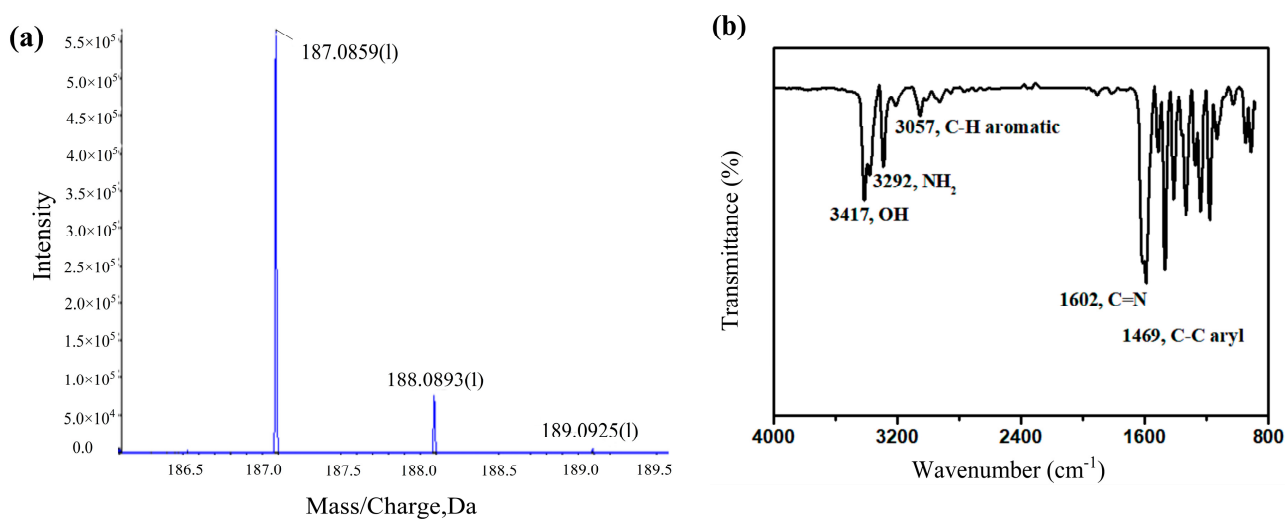 (a)
187.0859(l)
5.5×10⁵
5.0×10⁵
4.5×10⁵
4.0×10⁵
3.5×10⁵
3.0×10⁵
2.5×10⁵
2.0×10⁵
1.5×10⁵
1.0×10⁵
5.0×10⁴
0.0
Intensity
188.0893(l)
189.0925(l)
186.5 187.0 187.5 188.0 188.5 189.0 189.5
Mass/Charge,Da
(b)
Transmittance (%)
3057, C-H aromatic
3292, NH₂
3417, OH
1602, C=N
1469, C-C aryl
4000 3200 2400 1600 800
Wavenumber (cm⁻¹)